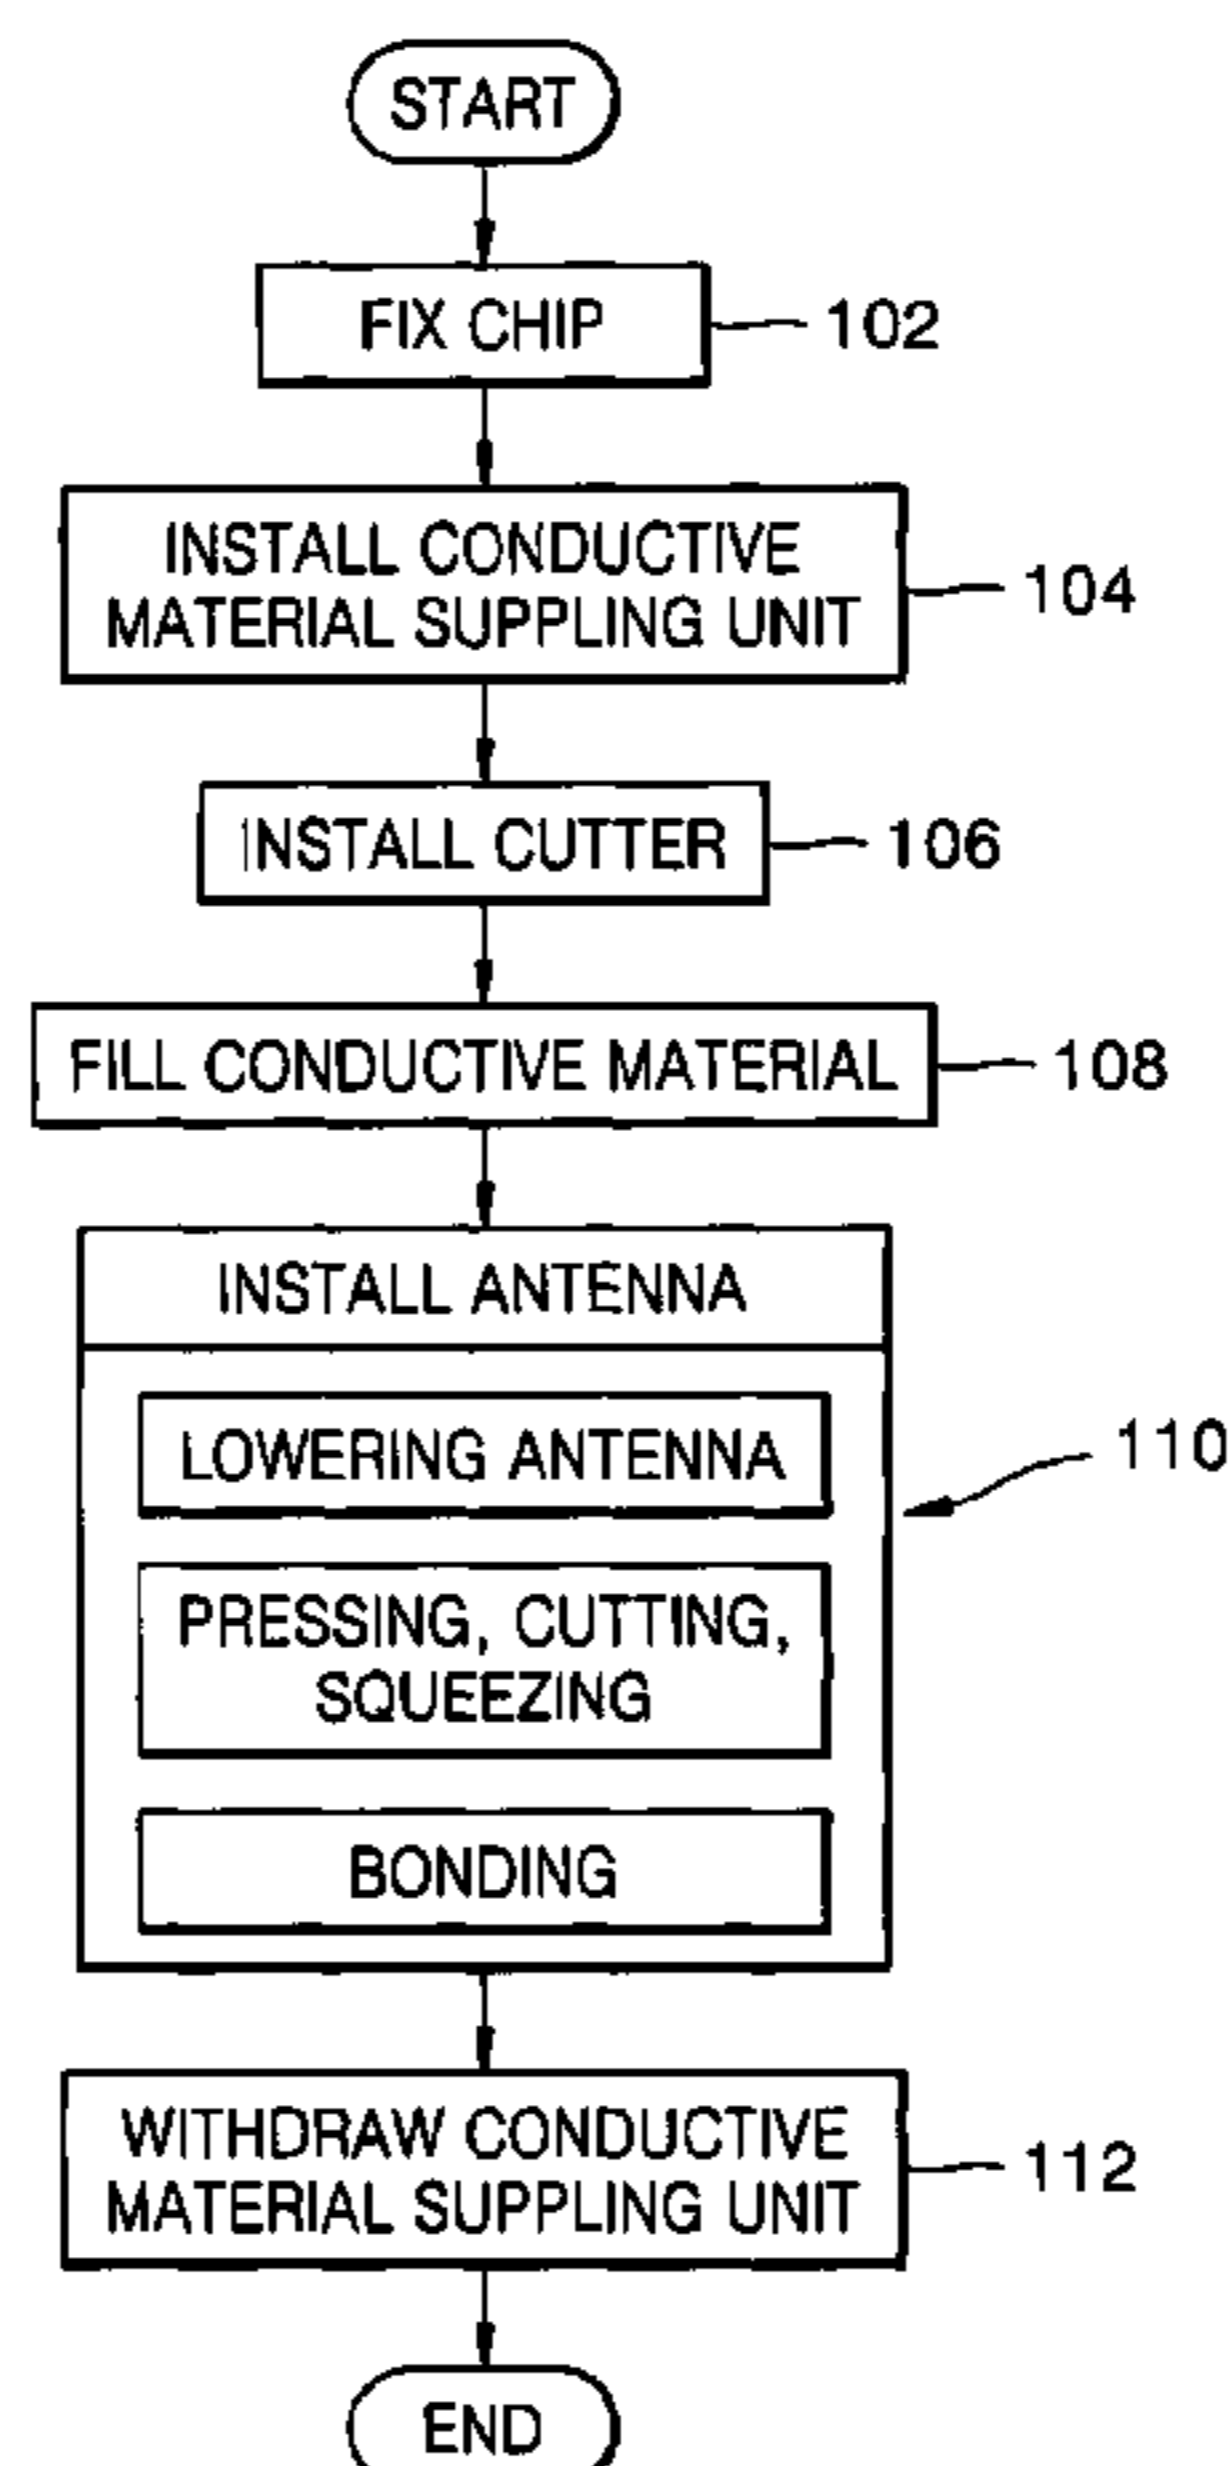 START
FIX CHIP
102
INSTALL CONDUCTIVE
MATERIAL SUPPLING UNIT
104
INSTALL CUTTER
106
FILL CONDUCTIVE MATERIAL
108
INSTALL ANTENNA
LOWERING ANTENNA
110
PRESSING, CUTTING,
SQUEEZING
BONDING
WITHDRAW CONDUCTIVE
MATERIAL SUPPLING UNIT
112
END